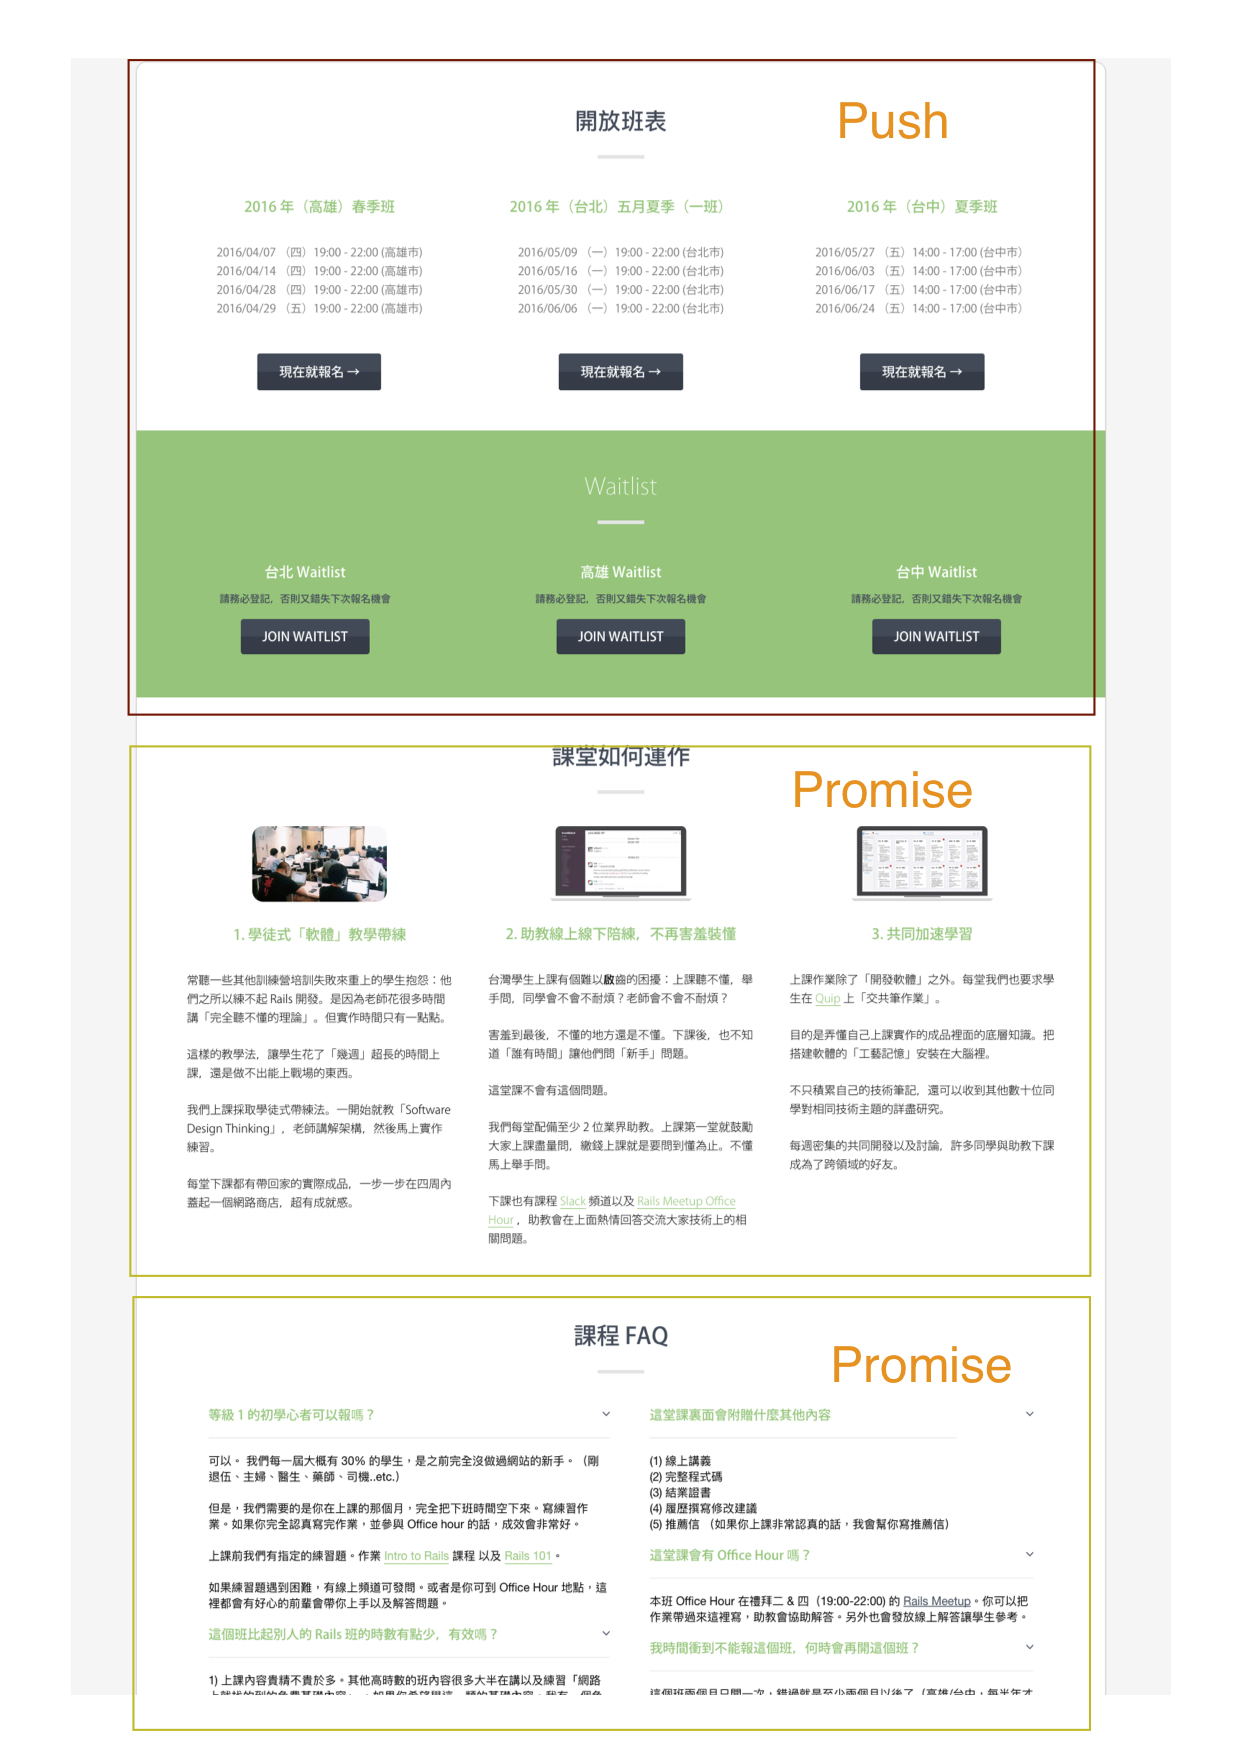 開放班表
Push
2016 年（高雄）春季班
2016/04/07 （四）19:00 - 22:00 (高雄市)
2016/04/14 （四）19:00 - 22:00 (高雄市)
2016/04/28 （四）19:00 - 22:00 (高雄市)
2016/04/29 （五）19:00 - 22:00 (高雄市)
現在就報名 →
2016 年（台北）五月夏季（一班）
2016/05/09 （一）19:00 - 22:00 (台北市)
2016/05/16 （一）19:00 - 22:00 (台北市)
2016/05/30 （一）19:00 - 22:00 (台北市)
2016/06/06 （一）19:00 - 22:00 (台北市)
現在就報名 →
2016 年（台中）夏季班
2016/05/27 （五）14:00 - 17:00 (台中市）
2016/06/03 （五）14:00 - 17:00 (台中市）
2016/06/17 （五）14:00 - 17:00 (台中市）
2016/06/24 （五）14:00 - 17:00 (台中市）
現在就報名 →
Waitlist
台北 Waitlist
請務必登記，否則又錯失下次報名機會
JOIN WAITLIST
高雄 Waitlist
請務必登記，否則又錯失下次報名機會
JOIN WAITLIST
台中 Waitlist
請務必登記，否則又錯失下次報名機會
JOIN WAITLIST
課堂如何運作
Promise
1. 學徒式「軟體」教學帶練
常聽一些其他訓練營培訓失敗來重上的學生抱怨：他
們之所以練不起 Rails 開發。是因為老師花很多時間
講「完全聽不懂的理論」。但實作時間只有一點點。
這樣的教學法，讓學生花了「幾週」超長的時間上
課，還是做不出能上戰場的東西。
我們上課採取學徒式帶練法。一開始就教「Software
Design Thinking」，老師講解架構，然後馬上實作
練習。
每堂下課都有帶回家的實際成品，一步一步在四周內
蓋起一個網路商店，超有成就感。
2. 助教線上線下陪練，不再害羞裝懂
台灣學生上課有個難以啟齒的困擾：上課聽不懂，舉
手問，同學會不會不耐煩？老師會不會不耐煩？
害羞到最後，不懂的地方還是不懂。下課後，也不知
道「誰有時間」讓他們問「新手」問題。
這堂課不會有這個問題。
我們每堂配備至少 2 位業界助教。上課第一堂就鼓勵
大家上課盡量問，繳錢上課就是要問到懂為止。不懂
馬上舉手問。
下課也有課程 Slack 頻道以及 Rails Meetup Office
Hour ，助教會在上面熱情回答交流大家技術上的相
關問題。
3. 共同加速學習
上課作業除了「開發軟體」之外。每堂我們也要求學
生在 Quip 上「交共筆作業」。
目的是弄懂自己上課實作的成品裡面的底層知識。把
搭建軟體的「工藝記憶」安裝在大腦裡。
不只積累自己的技術筆記，還可以收到其他數十位同
學對相同技術主題的詳盡研究。
每週密集的共同開發以及討論，許多同學與助教下課
成為了跨領域的好友。
課程 FAQ
Promise
等級 1 的初學心者可以報嗎？
可以。 我們每一屆大概有 30% 的學生，是之前完全沒做過網站的新手。（剛
退伍、主婦、醫生、藥師、司機..etc.）
但是，我們需要的是你在上課的那個月，完全把下班時間空下來。寫練習作
業。如果你完全認真寫完作業，並參與 Office hour 的話，成效會非常好。
上課前我們有指定的練習題。作業 Intro to Rails 課程 以及 Rails 101。
如果練習題遇到困難，有線上頻道可發問。或者是你可到 Office Hour 地點，這
裡都會有好心的前輩會帶你上手以及解答問題。
這個班比起別人的 Rails 班的時數有點少，有效嗎？
1) 上課內容貴精不貴於多。其他高時數的班內容很多大半在講以及練習「網路
這堂課裏面會附贈什麼其他內容
(1) 線上講義
(2) 完整程式碼
(3) 結業證書
(4) 履歷撰寫修改建議
(5) 推薦信 （如果你上課非常認真的話，我會幫你寫推薦信）
這堂課會有 Office Hour 嗎？
本班 Office Hour 在禮拜二 & 四（19:00-22:00) 的 Rails Meetup。你可以把
作業帶過來這裡寫，助教會協助解答。另外也會發放線上解答讓學生參考。
我時間衝到不能報這個班，何時會再開這個班？
這個班兩個月只開一次，錯過就是至少兩個月以後了（高雄/台中，每半年才